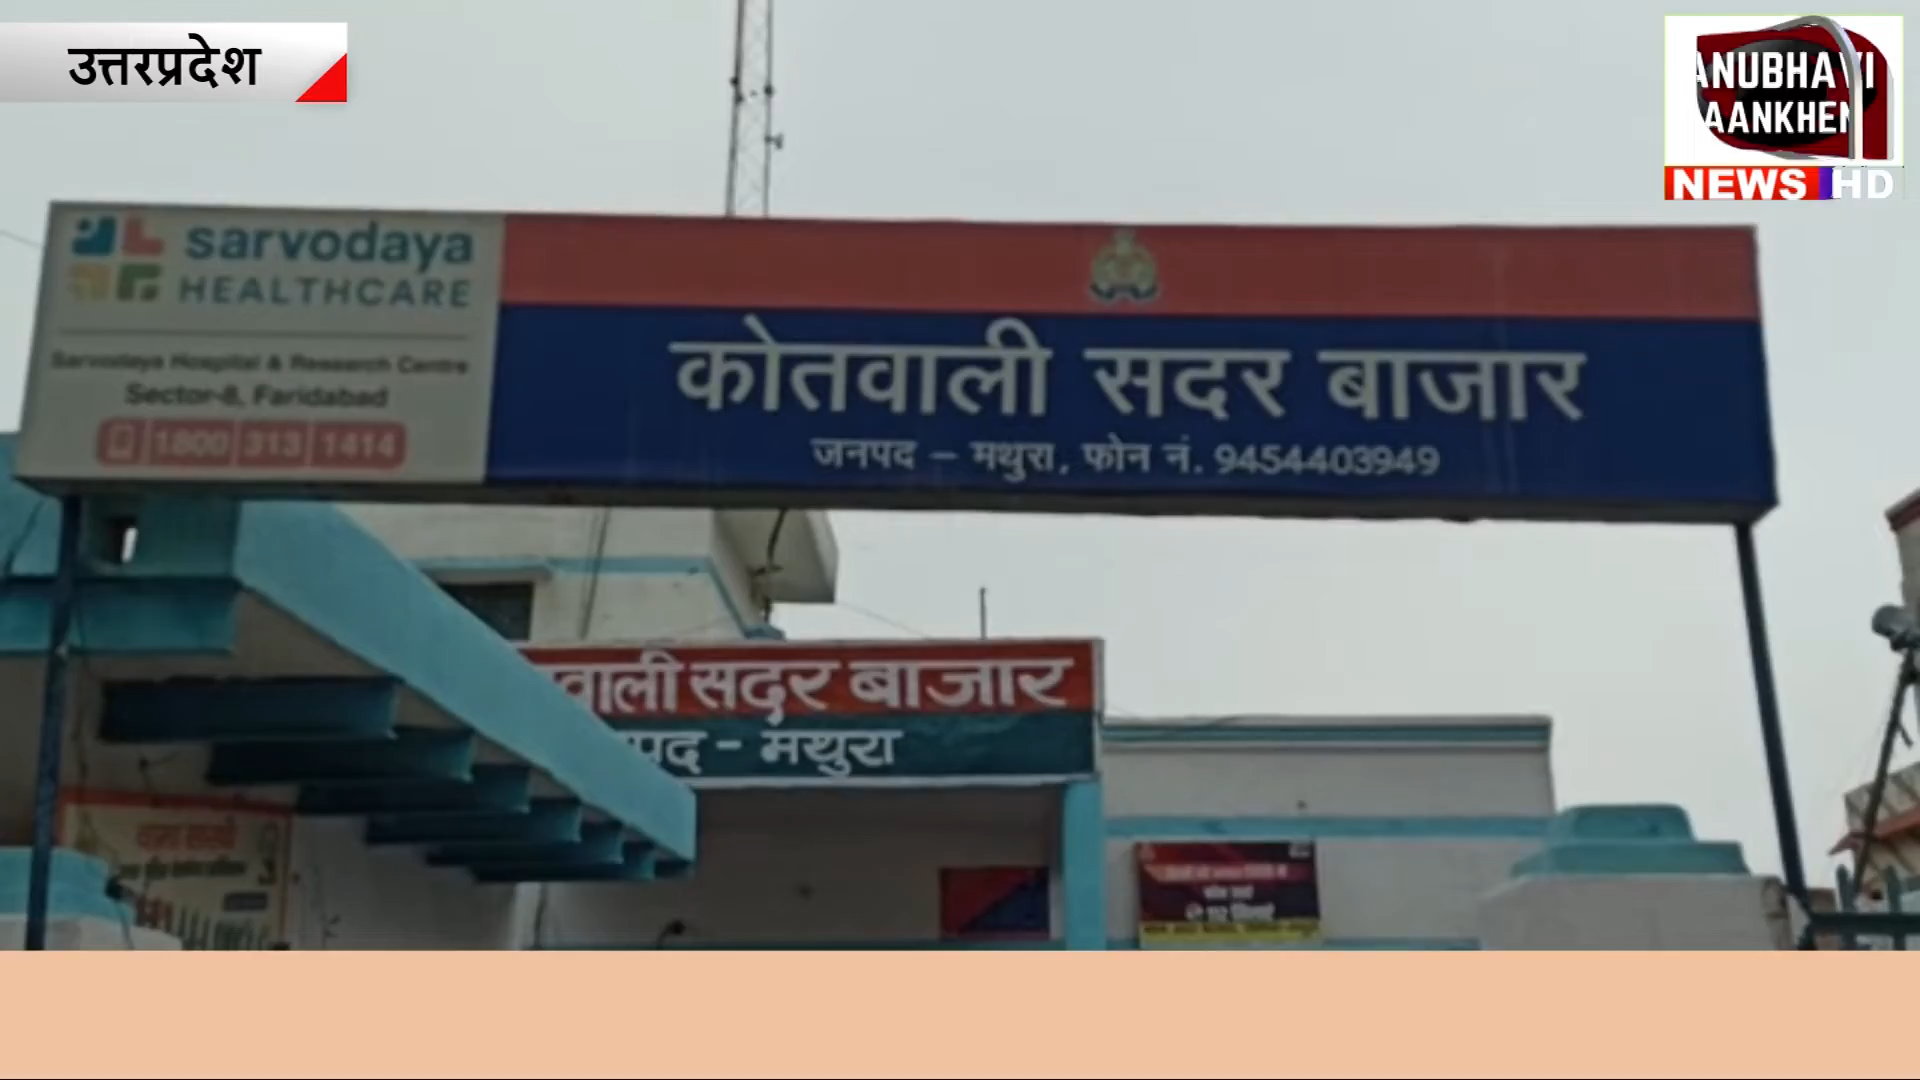 उत्तरप्रदेश
ANUBHAVI
AANKHEN
NEWS HD
sarvodaya
HEALTHCARE
Sarvodaya Hospital & Research Centre
Sector-8, Faridabad
1800 313 1414
कोतवाली सदर बाजार
जनपद – मथुरा, फोन नं. 9454403949
वाली सदर बाजार
पद - मथुरा